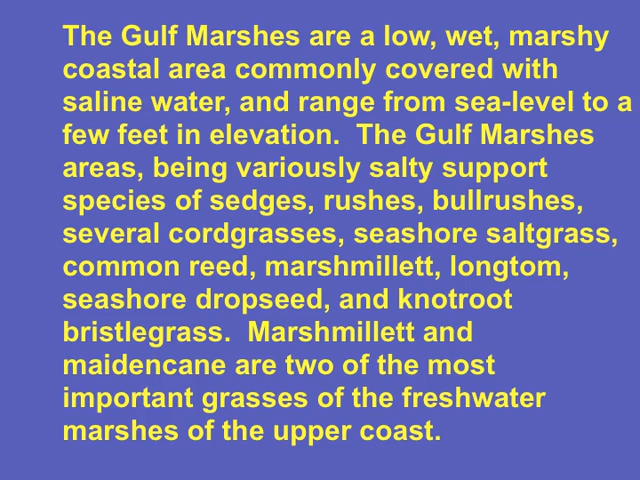 The Gulf Marshes are a low, wet, marshy
coastal area commonly covered with
saline water, and range from sea-level to a
few feet in elevation.  The Gulf Marshes
areas, being variously salty support
species of sedges, rushes, bullrushes,
several cordgrasses, seashore saltgrass,
common reed, marshmillett, longtom,
seashore dropseed, and knotroot
bristlegrass.  Marshmillett and
maidencane are two of the most
important grasses of the freshwater
marshes of the upper coast.